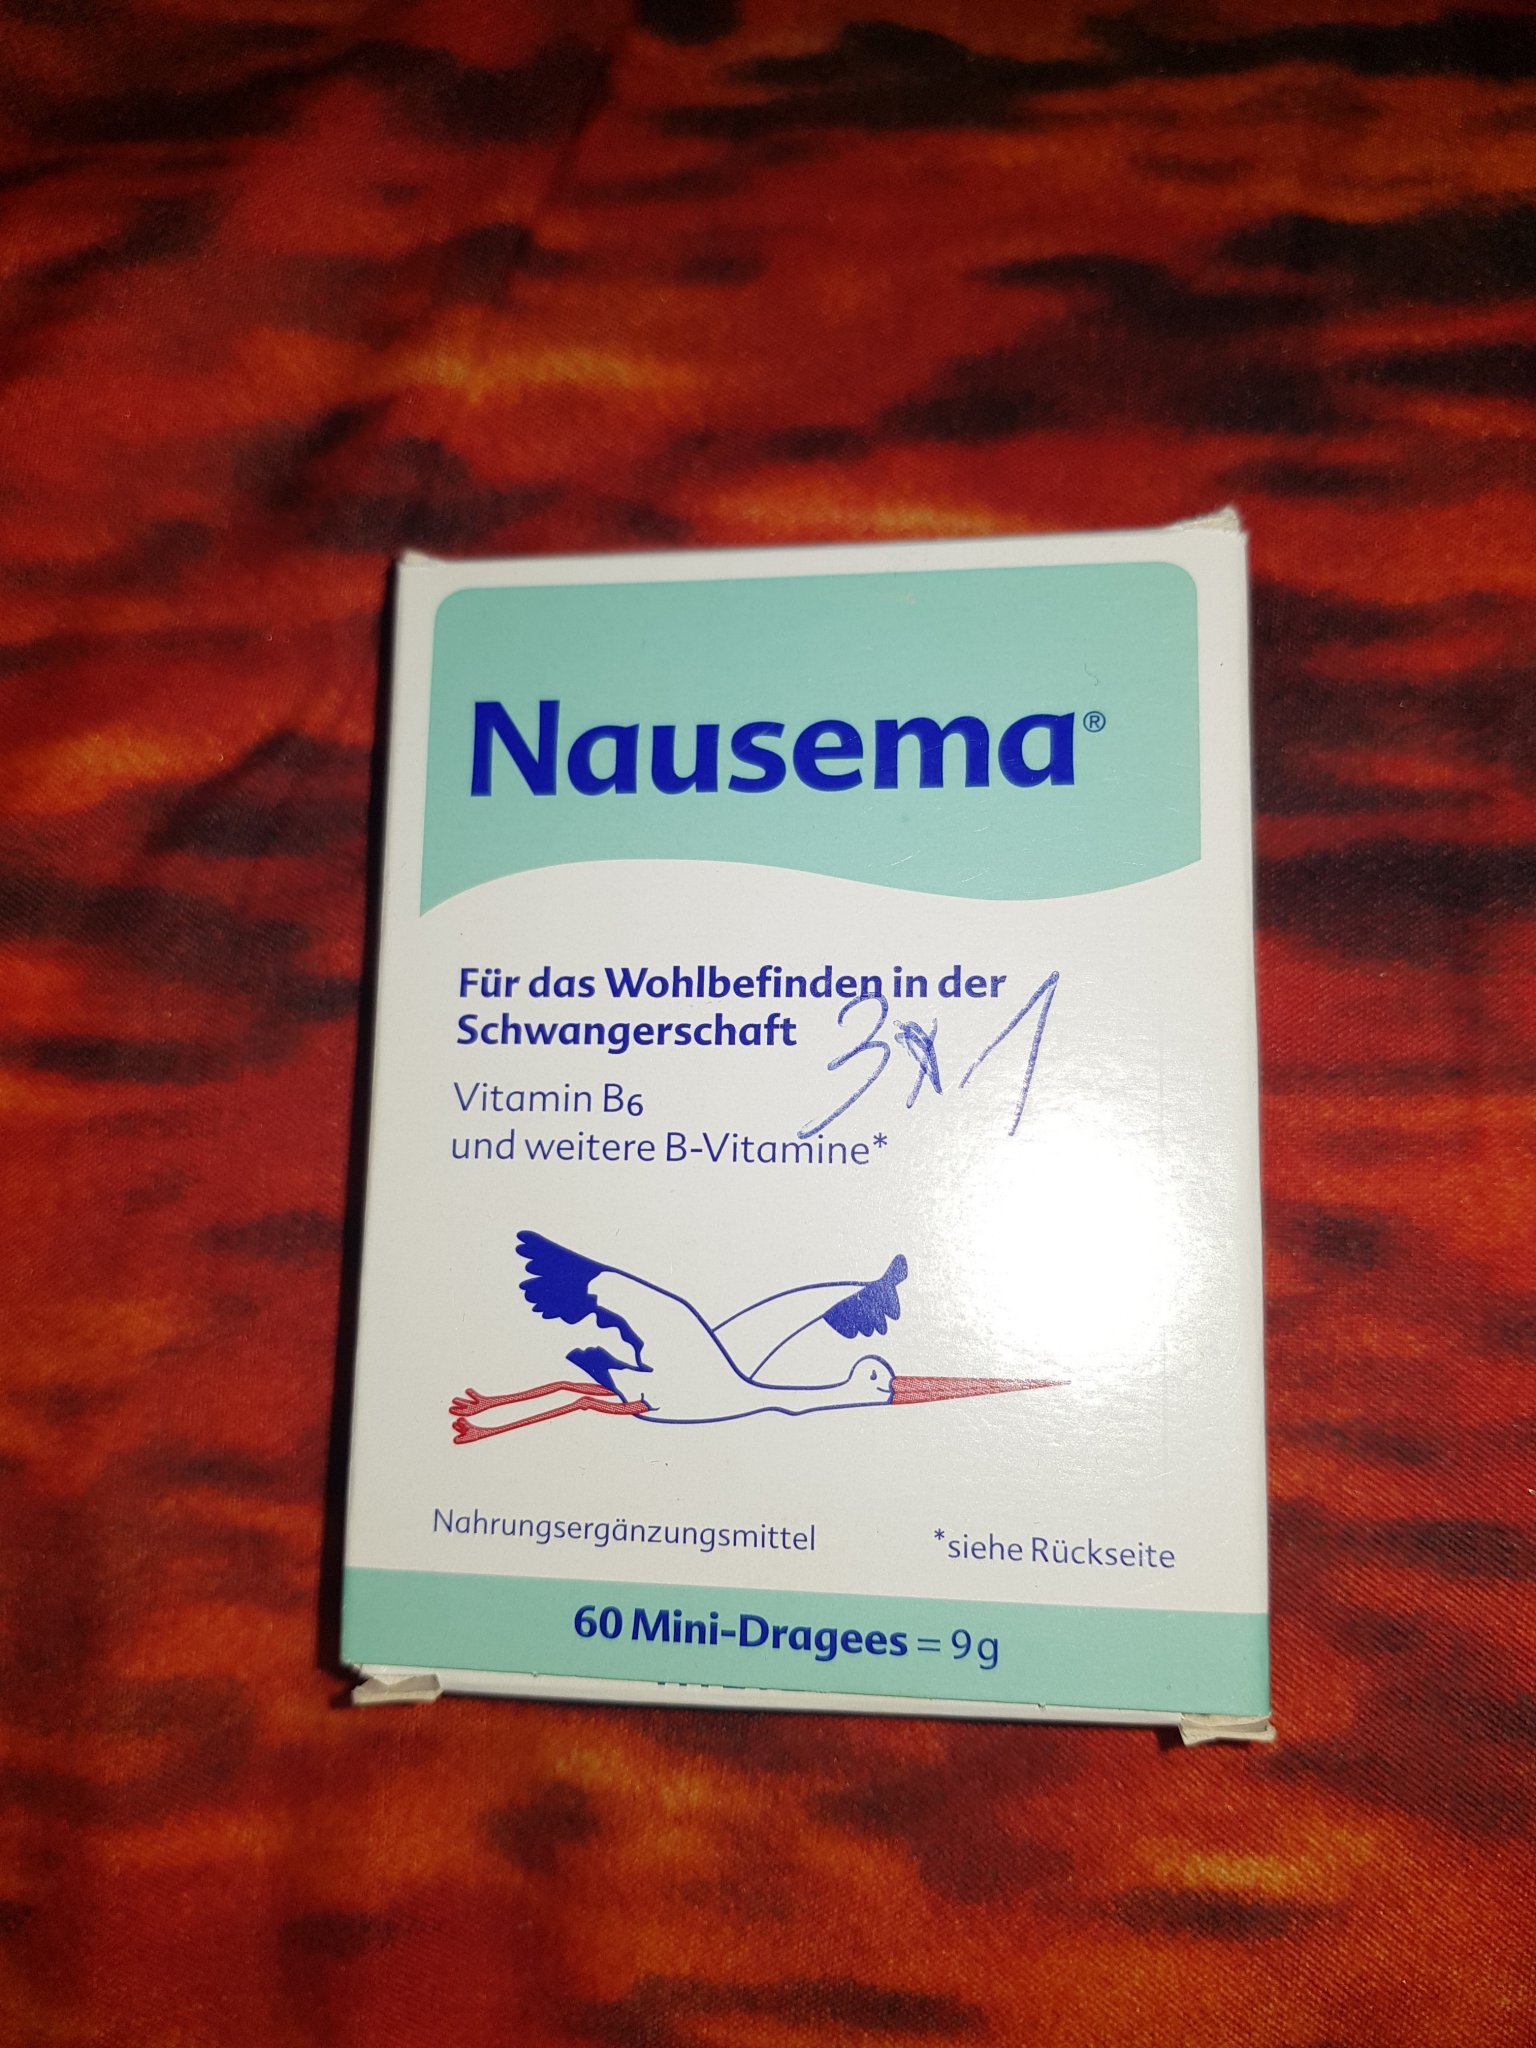 Nausema®
Für das Wohlbefinden in der
Schwangerschaft
3x1
Vitamin B6
und weitere B-Vitamine*
Nahrungsergänzungsmittel
*siehe Rückseite
60 Mini-Dragees = 9 g